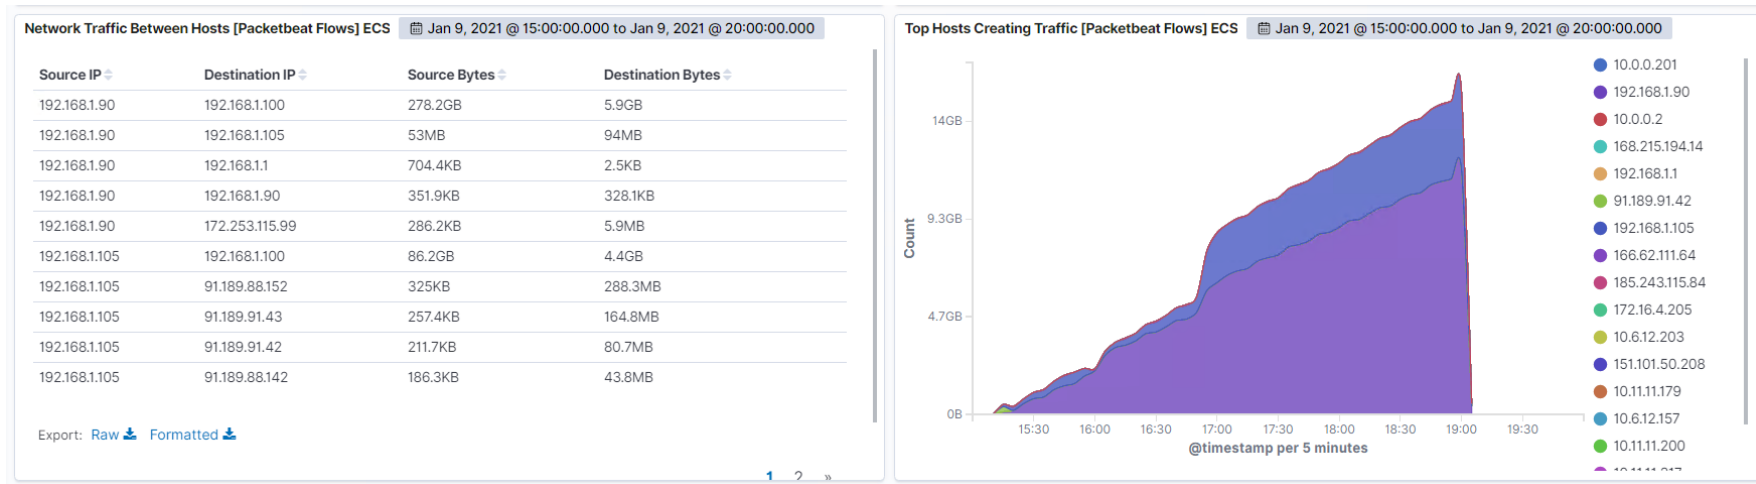 Network Traffic Between Hosts [Packetbeat Flows] ECS Jan 9, 2021 @ 15:00:00.000 to Jan 9, 2021 @ 20:00:00.000
Source IP Destination IP Source Bytes Destination Bytes
192.168.1.90 192.168.1.100 278.2GB 5.9GB
192.168.1.90 192.168.1.105 53MB 94MB
192.168.1.90 192.168.1.1 704.4KB 2.5KB
192.168.1.90 192.168.1.90 351.9KB 328.1KB
192.168.1.90 172.253.115.99 286.2KB 5.9MB
192.168.1.105 192.168.1.100 86.2GB 4.4GB
192.168.1.105 91.189.88.152 325KB 288.3MB
192.168.1.105 91.189.91.43 257.4KB 164.8MB
192.168.1.105 91.189.91.42 211.7KB 80.7MB
192.168.1.105 91.189.88.142 186.3KB 43.8MB
Export: Raw Formatted
1 2 »
Top Hosts Creating Traffic [Packetbeat Flows] ECS Jan 9, 2021 @ 15:00:00.000 to Jan 9, 2021 @ 20:00:00.000
Count
14GB
9.3GB
4.7GB
0B
15:30 16:00 16:30 17:00 17:30 18:00 18:30 19:00 19:30
@timestamp per 5 minutes
10.0.0.201
192.168.1.90
10.0.0.2
168.215.194.14
192.168.1.1
91.189.91.42
192.168.1.105
166.62.111.64
185.243.115.84
172.16.4.205
10.6.12.203
151.101.50.208
10.11.11.179
10.6.12.157
10.11.11.200